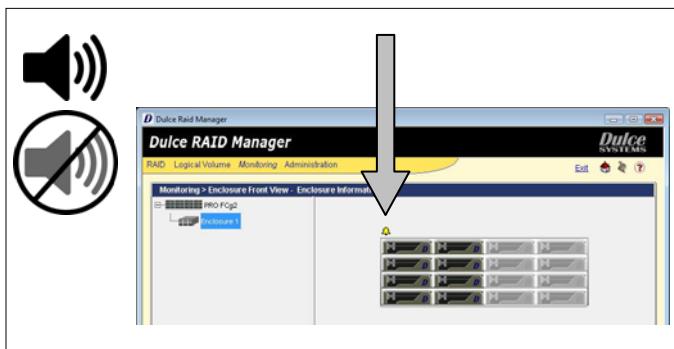 Dulce Raid Manager
Dulce RAID Manager
Dulce
SYSTEMS
RAID Logical Volume Monitoring Administration
Exit
Monitoring > Enclosure Front View - Enclosure Informat
PRO FCg2
Enclosure 1